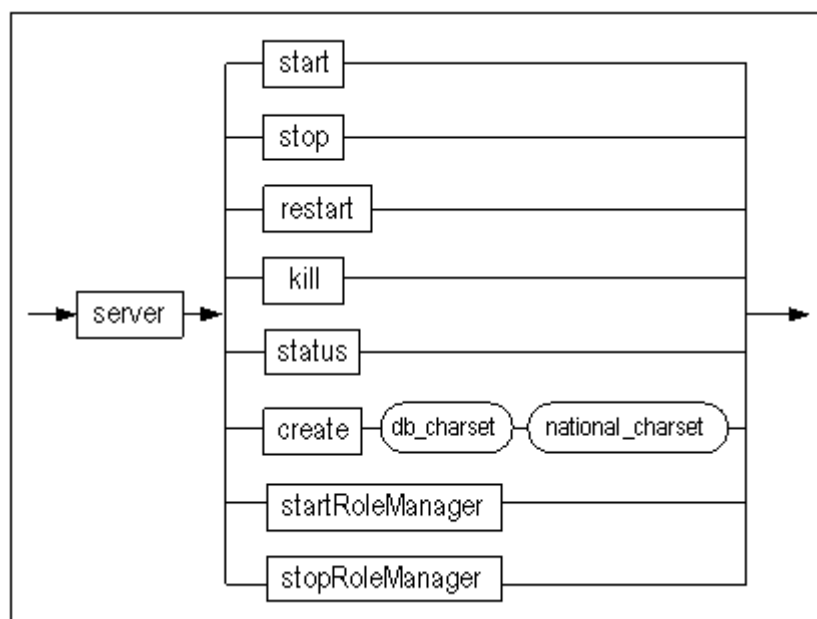 start
stop
restart
kill
server
status
create db_charset national_charset
startRoleManager
stopRoleManager